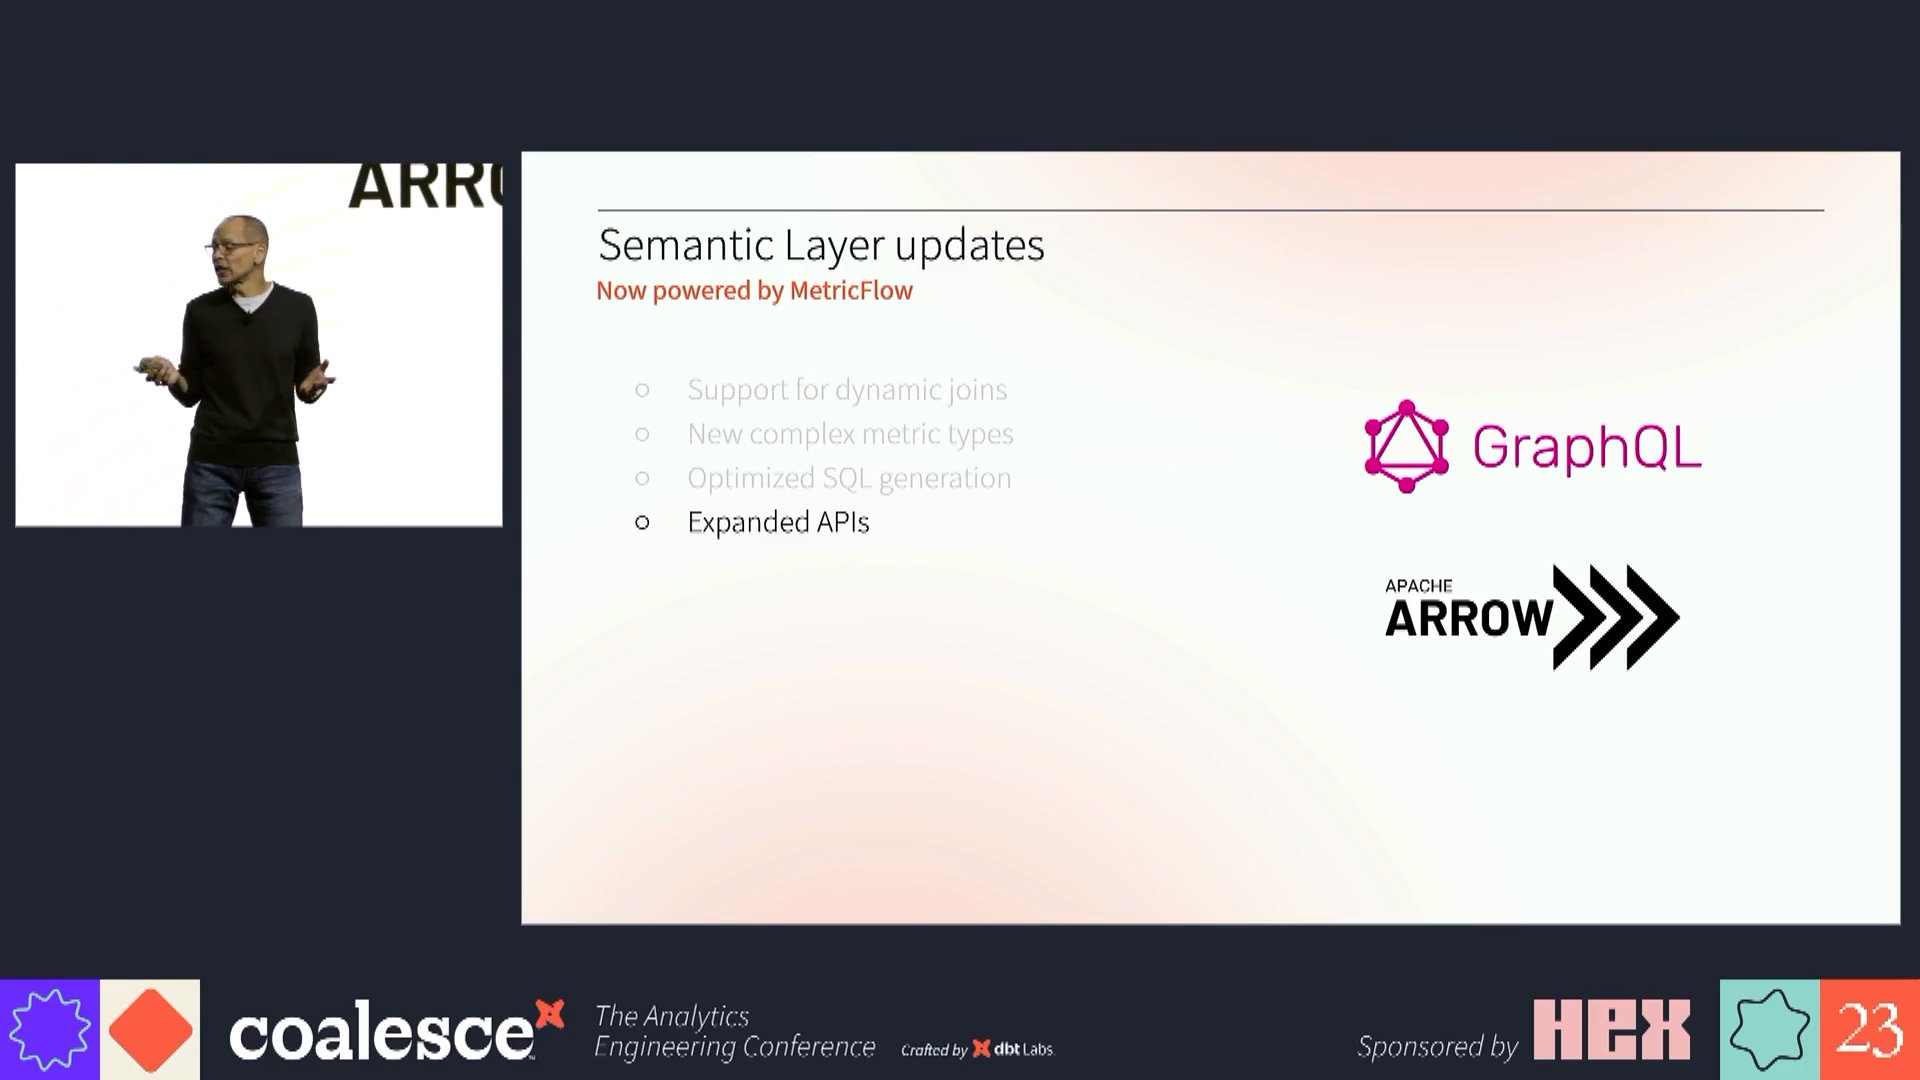 ARRO
Semantic Layer updates
Now powered by MetricFlow
Support for dynamic joins
New complex metric types
Optimized SQL generation
Expanded APIs
GraphQL
APACHE
ARROW
coalesce
The Analytics
Engineering Conference
Crafted by dbt Labs
Sponsored by HEX
23